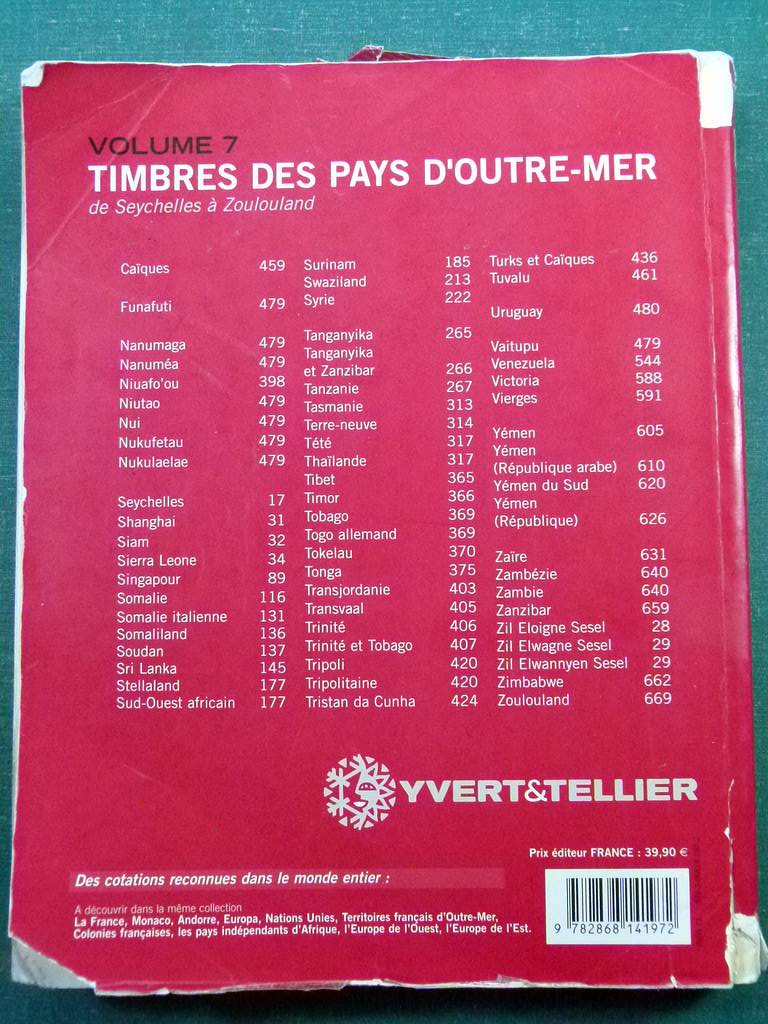 VOLUME 7
TIMBRES DES PAYS D'OUTRE-MER
de Seychelles à Zoulouland
Caïques 459
Funafuti 479
Nanumaga 479
Nanuméa 479
Niuafo'ou 398
Niutao 479
Nui 479
Nukufetau 479
Nukulaelae 479
Seychelles 17
Shanghai 31
Siam 32
Sierra Leone 34
Singapour 89
Somalie 116
Somalie italienne 131
Somaliland 136
Soudan 137
Sri Lanka 145
Stellaland 177
Sud-Ouest africain 177
Surinam 185
Swaziland 213
Syrie 222
Tanganyika 265
Tanganyika
et Zanzibar 266
Tanzanie 267
Tasmanie 313
Terre-neuve 314
Tété 317
Thaïlande 317
Tibet 365
Timor 366
Tobago 369
Togo allemand 369
Tokelau 370
Tonga 375
Transjordanie 403
Transvaal 405
Trinité 406
Trinité et Tobago 407
Tripoli 420
Tripolitaine 420
Tristan da Cunha 424
Turks et Caïques 436
Tuvalu 461
Uruguay 480
Vaitupu 479
Venezuela 544
Victoria 588
Vierges 591
Yémen 605
Yémen
(République arabe) 610
Yémen du Sud 620
Yémen
(République) 626
Zaïre 631
Zambézie 640
Zambie 640
Zanzibar 659
Zil Eloigne Sesel 28
Zil Elwagne Sesel 29
Zil Elwannyen Sesel 29
Zimbabwe 662
Zoulouland 669
YVERT&TELLIER
Prix éditeur FRANCE : 39,90 €
Des cotations reconnues dans le monde entier :
A découvrir dans la même collection
La France, Monaco, Andorre, Europa, Nations Unies, Territoires français d'Outre-Mer,
Colonies françaises, les pays indépendants d'Afrique, l'Europe de l'Ouest, l'Europe de l'Est.
9 782868 141972